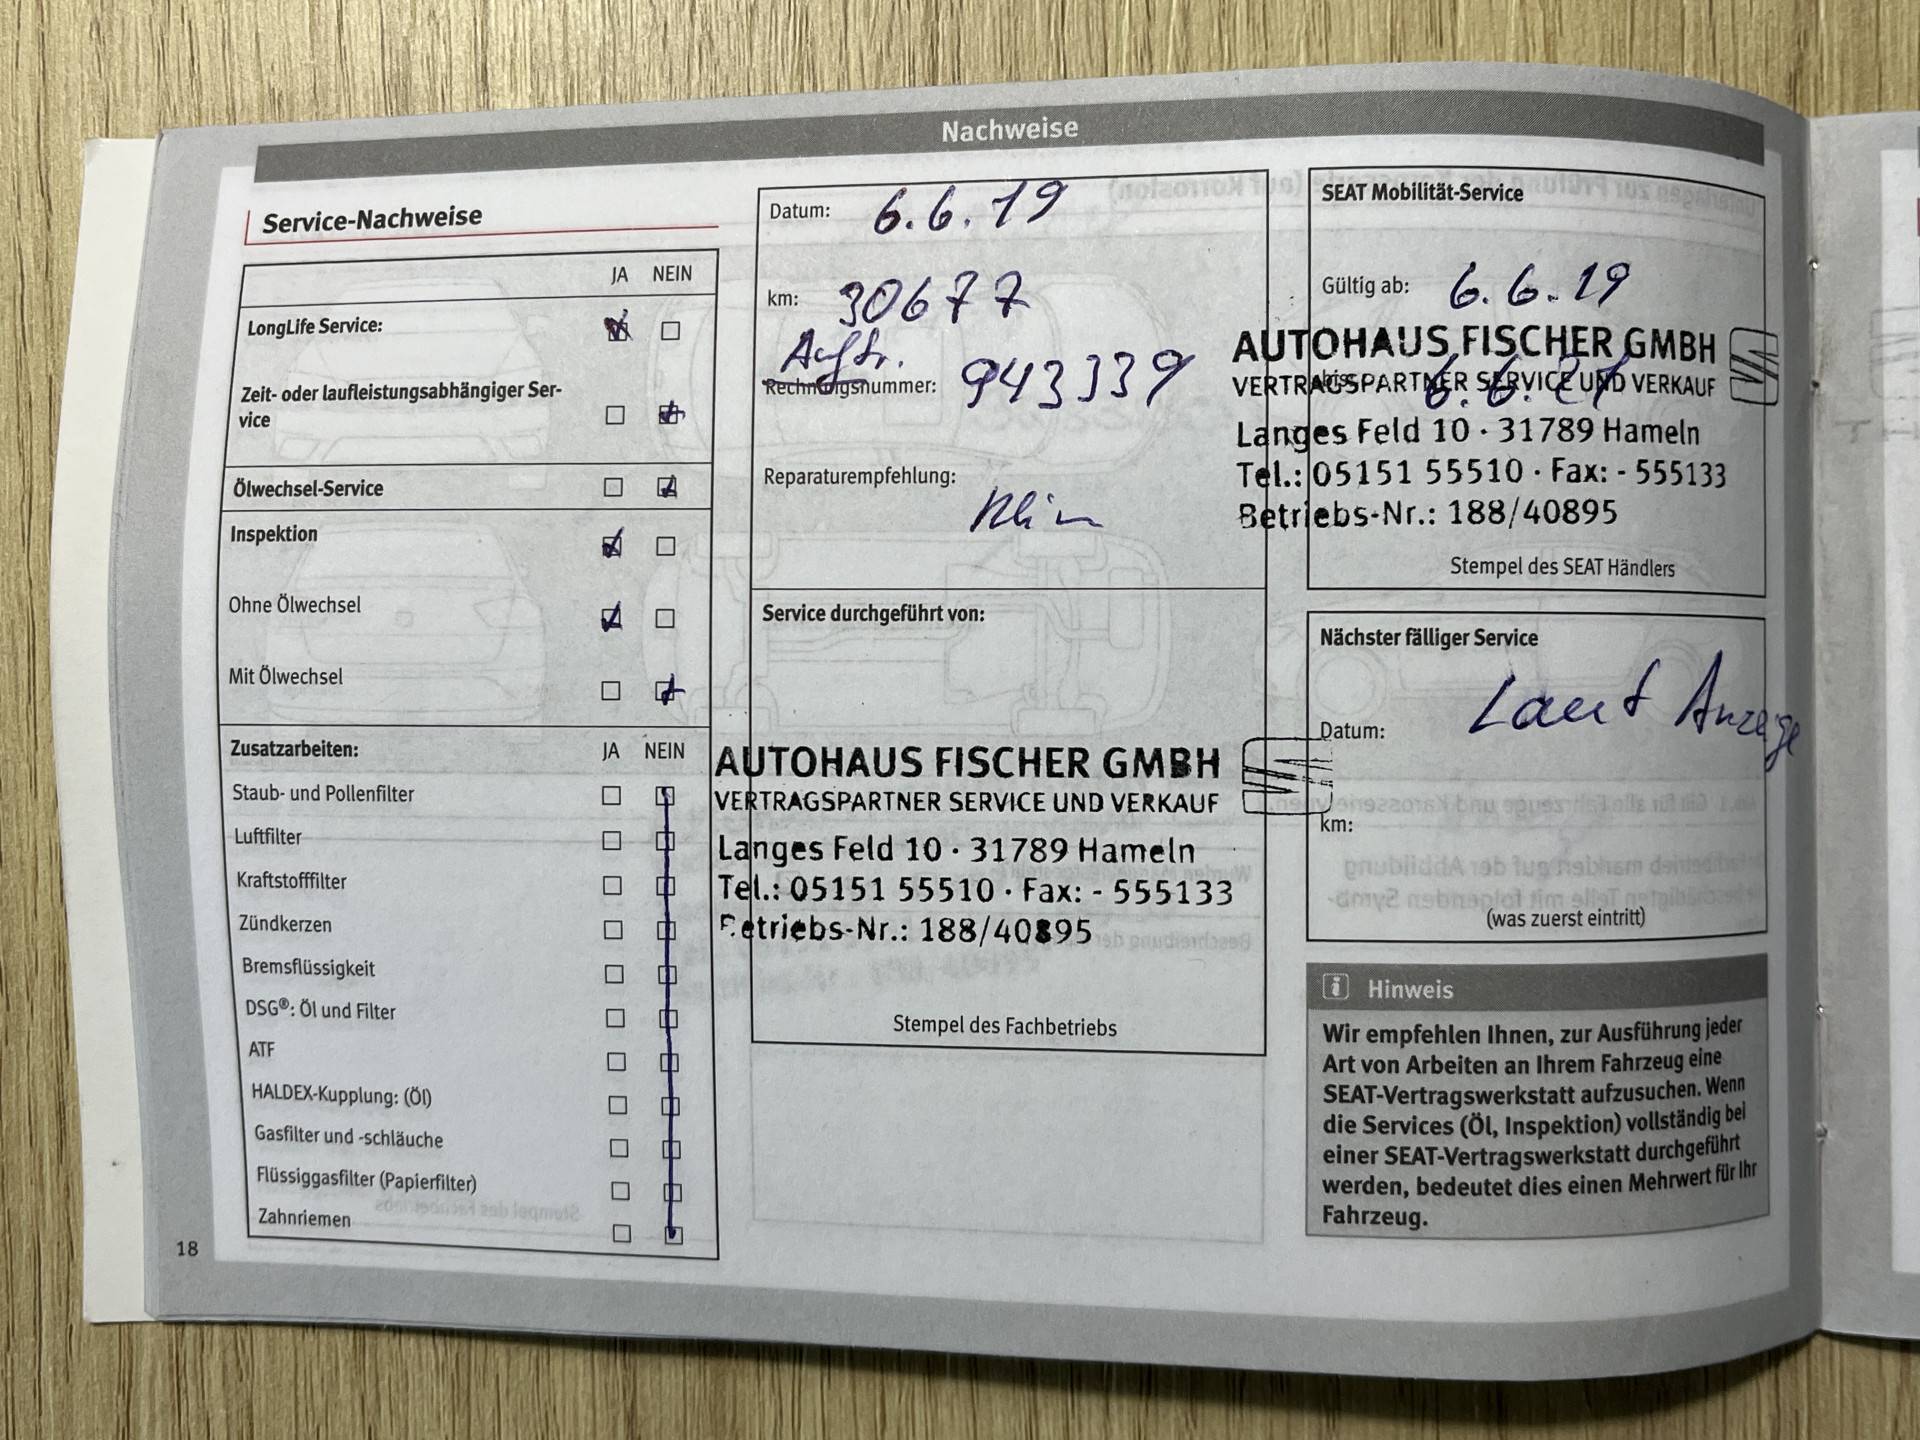 Nachweise
Service-Nachweise
JA NEIN
LongLife Service:
Zeit- oder laufleistungsabhängiger Ser-
vice
Ölwechsel-Service
Inspektion
Ohne Ölwechsel
Mit Ölwechsel
Zusatzarbeiten: JA NEIN
Staub- und Pollenfilter
Luftfilter
Kraftstofffilter
Zündkerzen
Bremsflüssigkeit
DSG®: Öl und Filter
ATF
HALDEX-Kupplung: (Öl)
Gasfilter und -schläuche
Flüssiggasfilter (Papierfilter)
Zahnriemen
18
Datum: 6.6.19
km: 30677
Auftr.
Rechnungsnummer: 943339
Reparaturempfehlung:
Service durchgeführt von:
AUTOHAUS FISCHER GMBH
VERTRAGSPARTNER SERVICE UND VERKAUF
Langes Feld 10 · 31789 Hameln
Tel.: 05151 55510 · Fax: - 555133
Betriebs-Nr.: 188/40895
Stempel des Fachbetriebs
SEAT Mobilität-Service
Gültig ab: 6.6.19
AUTOHAUS FISCHER GMBH
VERTRAGSPARTNER SERVICE UND VERKAUF
bis: 6.6.21
Langes Feld 10 · 31789 Hameln
Tel.: 05151 55510 · Fax: - 555133
Betriebs-Nr.: 188/40895
Stempel des SEAT Händlers
Nächster fälliger Service
Laut Anzeige
Datum:
km:
(was zuerst eintritt)
i Hinweis
Wir empfehlen Ihnen, zur Ausführung jeder
Art von Arbeiten an Ihrem Fahrzeug eine
SEAT-Vertragswerkstatt aufzusuchen. Wenn
die Services (Öl, Inspektion) vollständig bei
einer SEAT-Vertragswerkstatt durchgeführt
werden, bedeutet dies einen Mehrwert für Ihr
Fahrzeug.